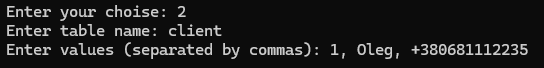 Enter your choise: 2
Enter table name: client
Enter values (separated by commas): 1, Oleg, +380681112235